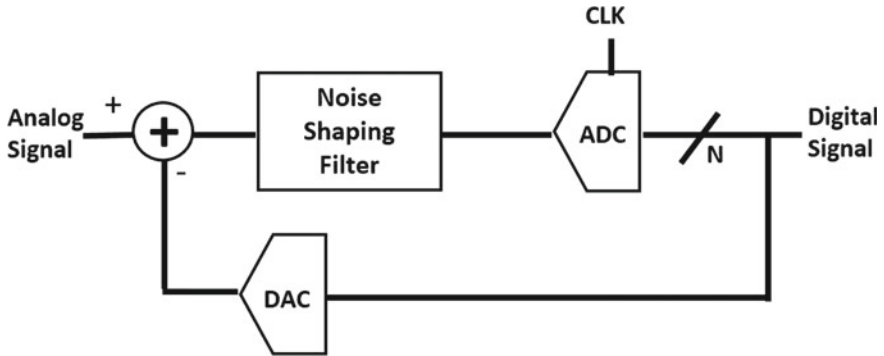 CLK
Analog
Signal
+
+
-
Noise
Shaping
Filter
ADC
N
Digital
Signal
DAC